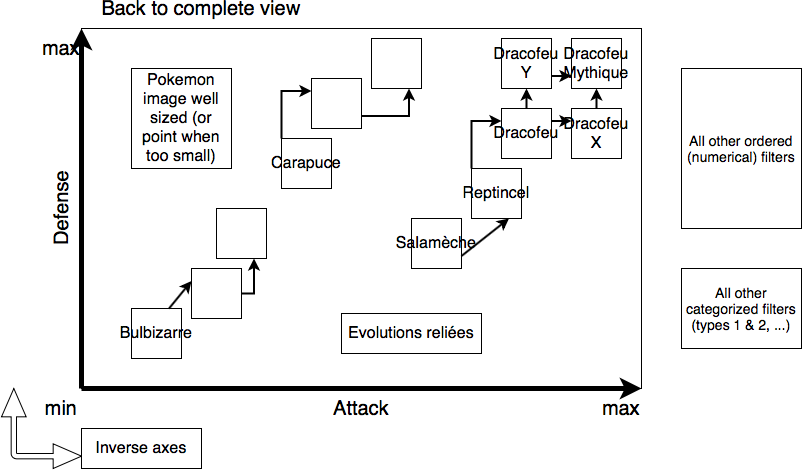 Back to complete view
max
Pokemon
image well
sized (or
point when
too small)
Carapuce
Dracofeu
Y
Dracofeu
Mythique
Dracofeu
Dracofeu
X
Reptincel
Salamèche
Bulbizarre
Evolutions reliées
Defense
min
Attack
max
Inverse axes
All other ordered
(numerical) filters
All other
categorized filters
(types 1 & 2, ...)